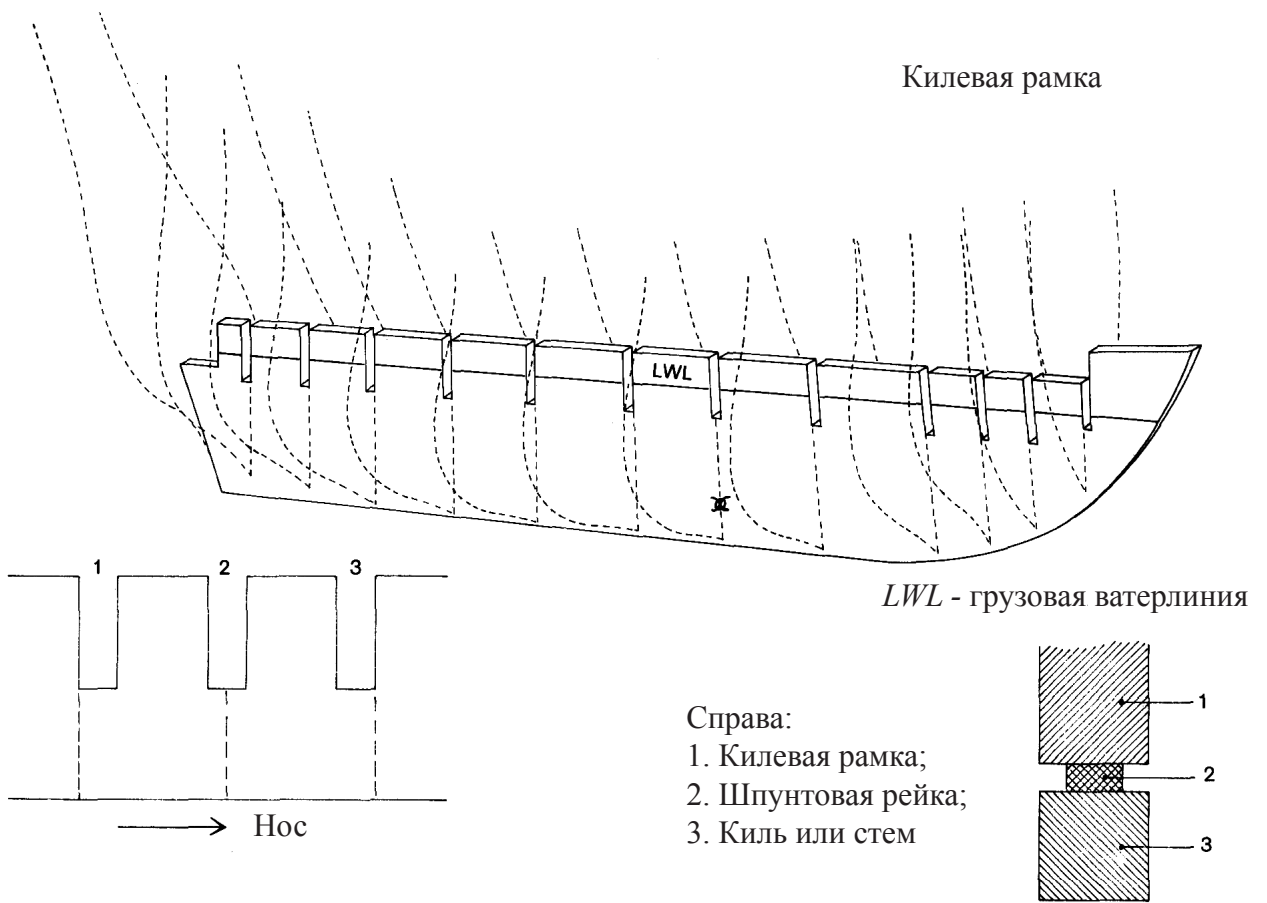 Килевая рамка
LWL
1 2 3
LWL - грузовая ватерлиния
Нос
Справа:
1. Килевая рамка;
2. Шпунтовая рейка;
3. Киль или стем
1
2
3